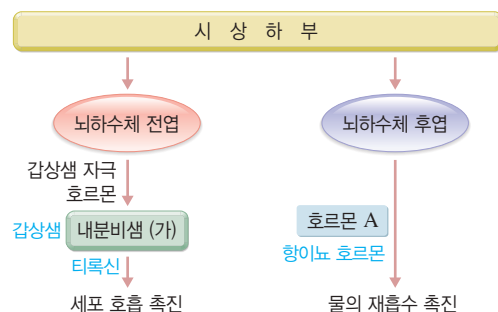 시 상 하 부
뇌하수체 전엽
뇌하수체 후엽
갑상샘 자극
호르몬
갑상샘
내분비샘 (가)
티록신
세포 호흡 촉진
호르몬 A
항이뇨 호르몬
물의 재흡수 촉진